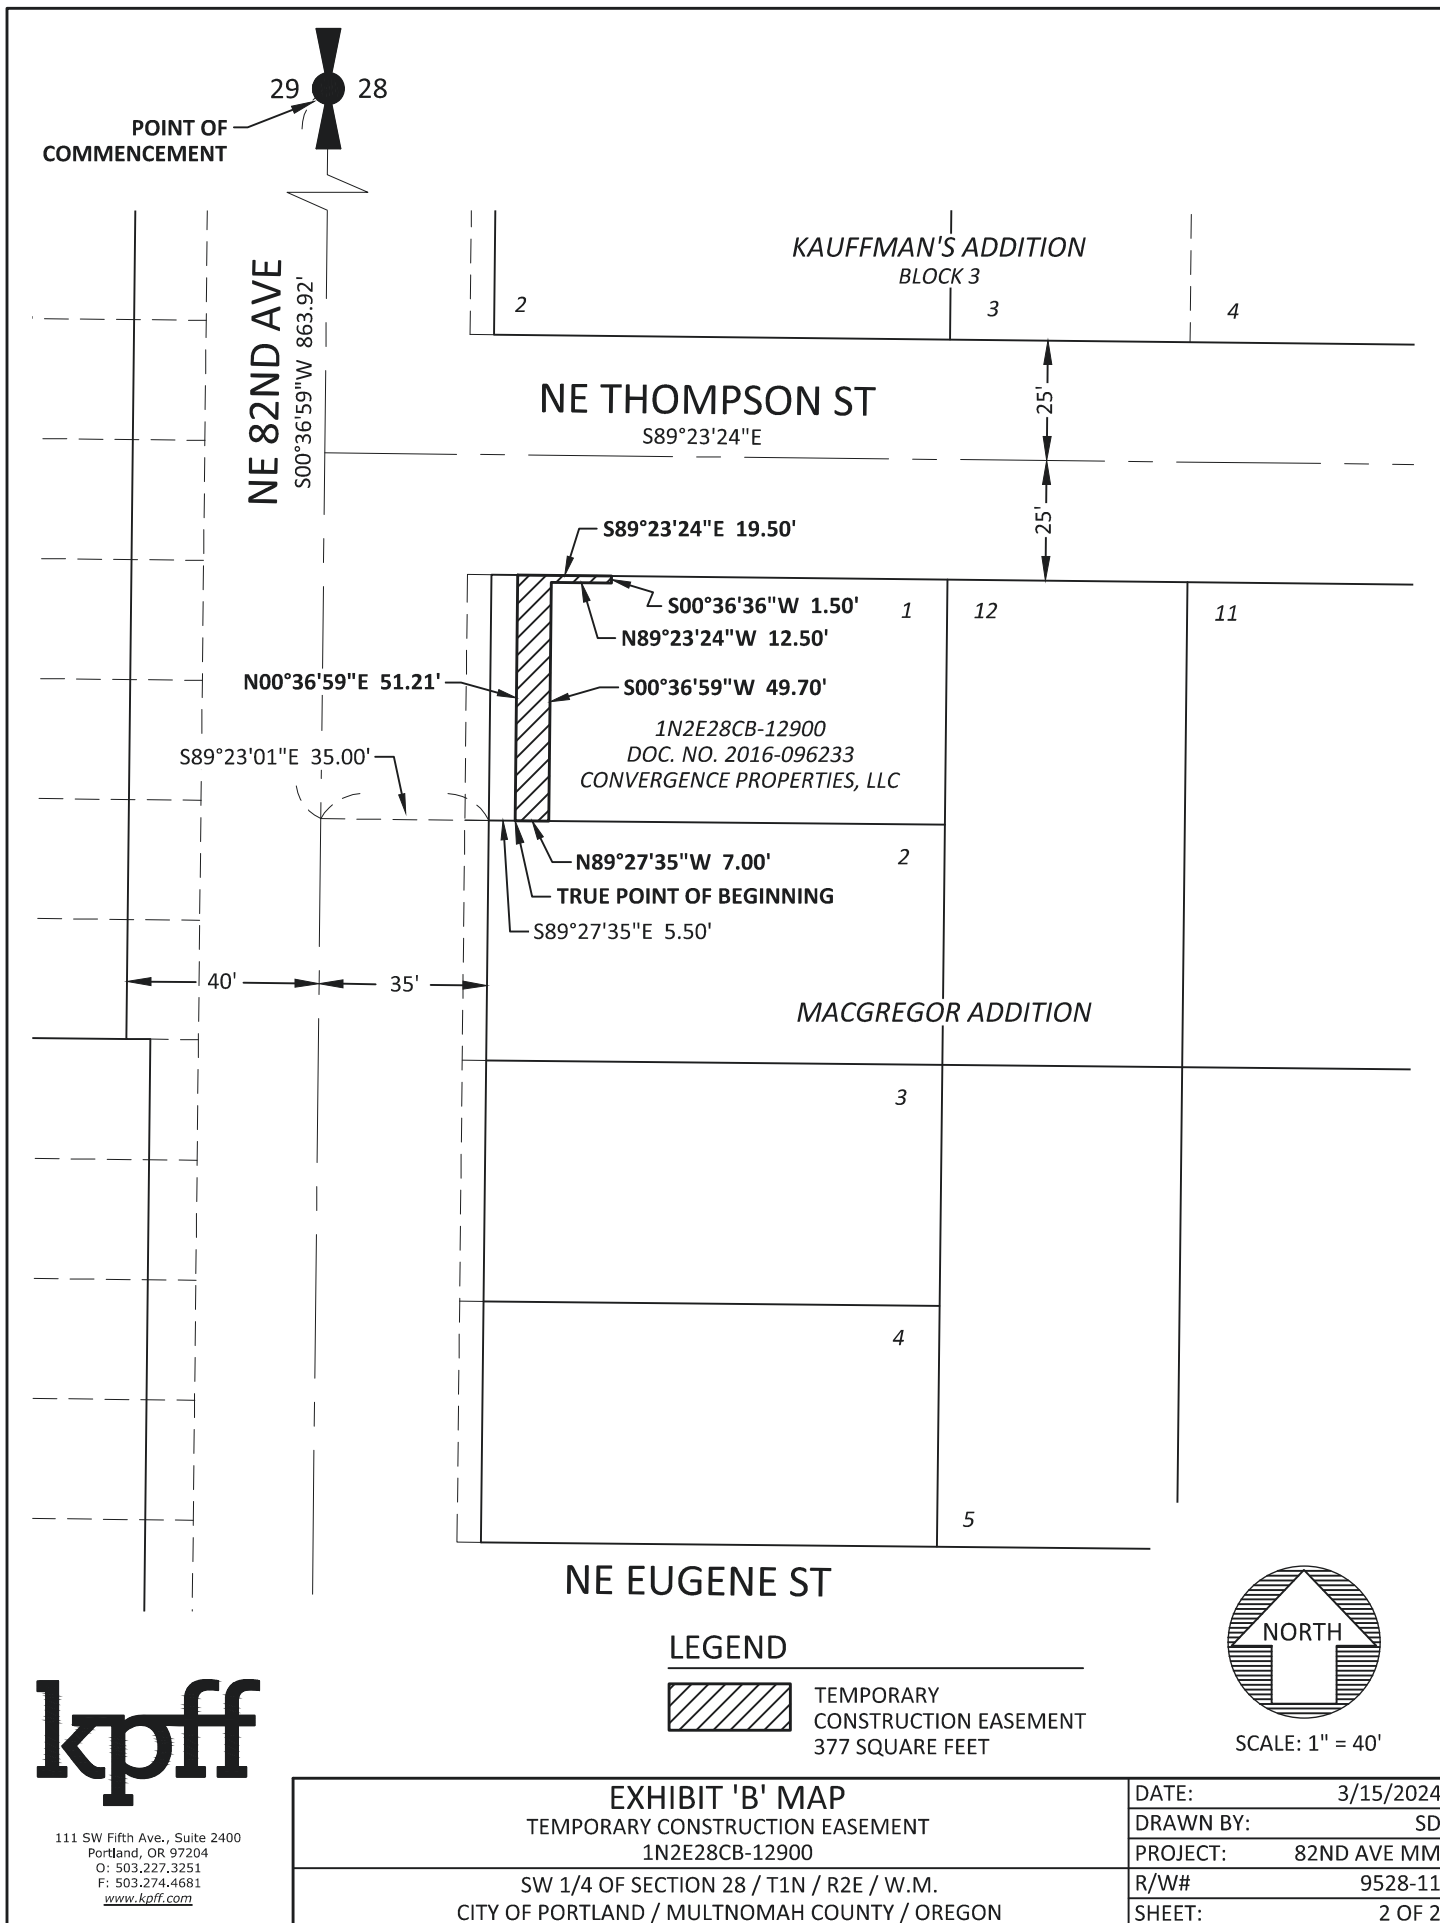 29
28
POINT OF
COMMENCEMENT
NE 82ND AVE
S00°36'59"W 863.92'
KAUFFMAN'S ADDITION
BLOCK 3
2
3
4
NE THOMPSON ST
S89°23'24"E
25'
25'
S89°23'24"E 19.50'
S00°36'36"W 1.50'
1
12
11
N89°23'24"W 12.50'
N00°36'59"E 51.21'
S00°36'59"W 49.70'
1N2E28CB-12900
DOC. NO. 2016-096233
CONVERGENCE PROPERTIES, LLC
S89°23'01"E 35.00'
N89°27'35"W 7.00'
2
TRUE POINT OF BEGINNING
S89°27'35"E 5.50'
40'
35'
MACGREGOR ADDITION
3
4
5
NE EUGENE ST
LEGEND
TEMPORARY
CONSTRUCTION EASEMENT
377 SQUARE FEET
NORTH
SCALE: 1" = 40'
kpff
111 SW Fifth Ave., Suite 2400
Portland, OR 97204
O: 503.227.3251
F: 503.274.4681
www.kpff.com
EXHIBIT 'B' MAP
TEMPORARY CONSTRUCTION EASEMENT
1N2E28CB-12900
SW 1/4 OF SECTION 28 / T1N / R2E / W.M.
CITY OF PORTLAND / MULTNOMAH COUNTY / OREGON
DATE: 3/15/2024
DRAWN BY: SD
PROJECT: 82ND AVE MM
R/W# 9528-11
SHEET: 2 OF 2